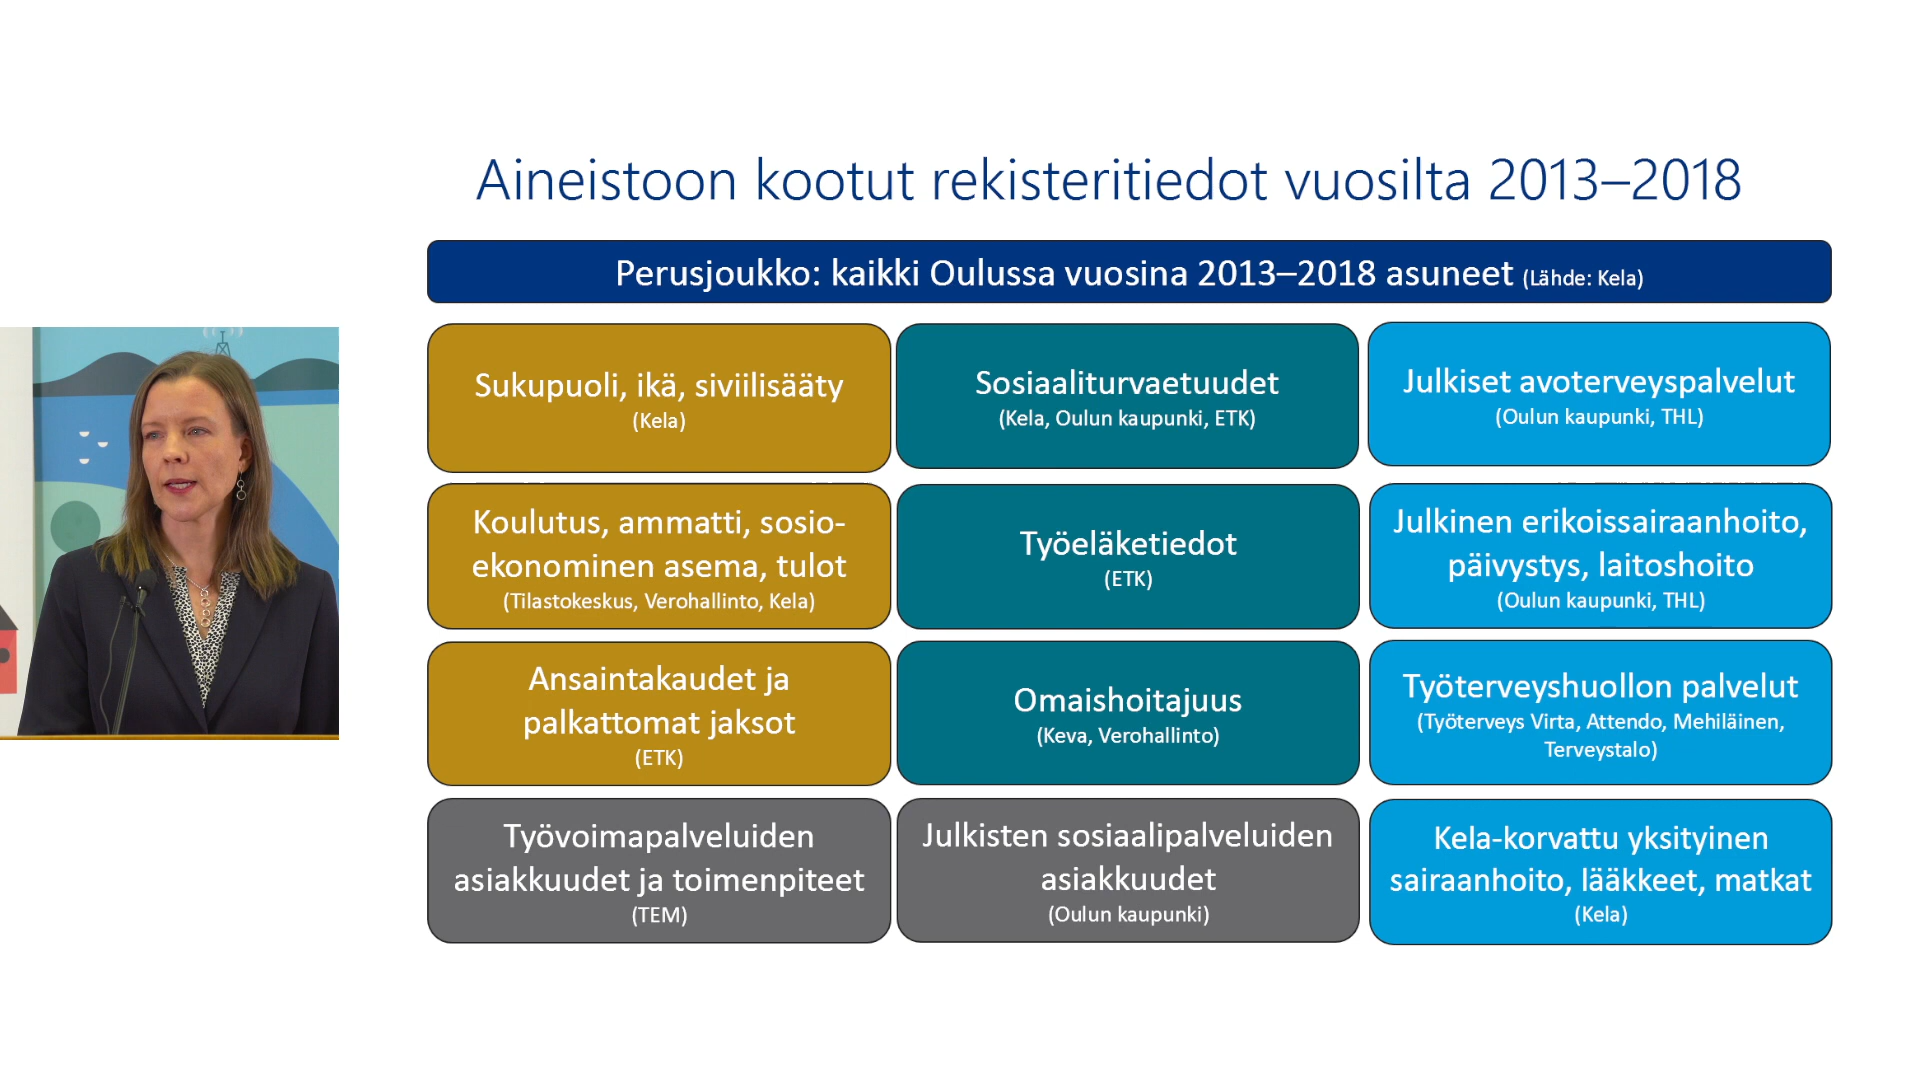 Aineistoon kootut rekisteritiedot vuosilta 2013–2018
Perusjoukko: kaikki Oulussa vuosina 2013–2018 asuneet (Lähde: Kela)
Sukupuoli, ikä, siviilisääty
(Kela)
Sosiaaliturvaetuudet
(Kela, Oulun kaupunki, ETK)
Julkiset avoterveyspalvelut
(Oulun kaupunki, THL)
Koulutus, ammatti, sosio-
ekonominen asema, tulot
(Tilastokeskus, Verohallinto, Kela)
Työeläketiedot
(ETK)
Julkinen erikoissairaanhoito,
päivystys, laitoshoito
(Oulun kaupunki, THL)
Ansaintakaudet ja
palkattomat jaksot
(ETK)
Omaishoitajuus
(Keva, Verohallinto)
Työterveyshuollon palvelut
(Työterveys Virta, Attendo, Mehiläinen,
Terveystalo)
Työvoimapalveluiden
asiakkuudet ja toimenpiteet
(TEM)
Julkisten sosiaalipalveluiden
asiakkuudet
(Oulun kaupunki)
Kela-korvattu yksityinen
sairaanhoito, lääkkeet, matkat
(Kela)